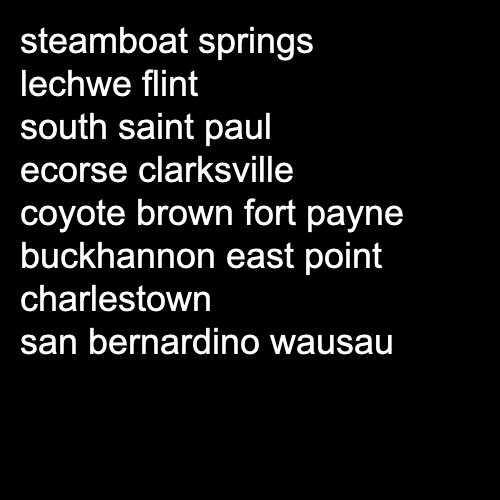 steamboat springs
lechwe flint
south saint paul
ecorse clarksville
coyote brown fort payne
buckhannon east point
charlestown
san bernardino wausau